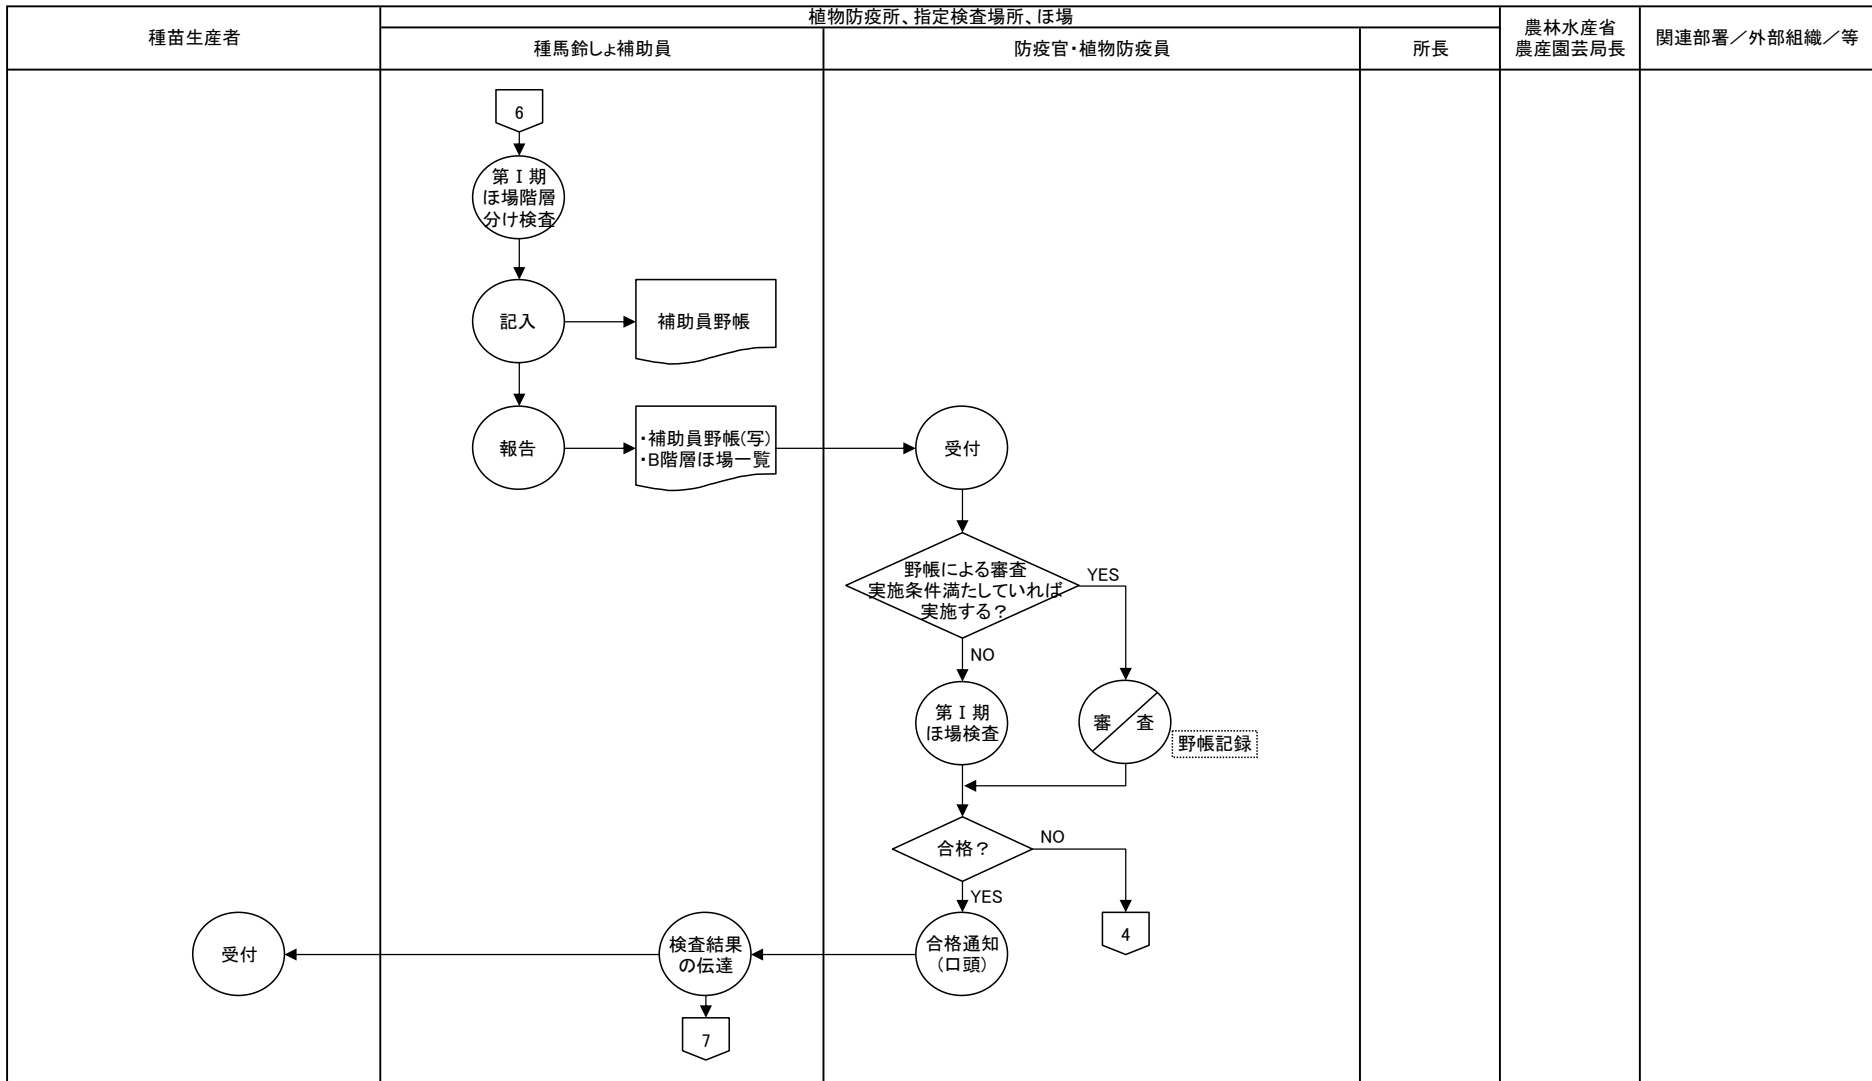 種苗生産者
植物防疫所、指定検査場所、ほ場
種馬鈴しょ補助員
防疫官・植物防疫員
所長
農林水産省
農産園芸局長
関連部署／外部組織／等
6
第Ⅰ期
ほ場階層
分け検査
記入
補助員野帳
報告
・補助員野帳(写)
・B階層ほ場一覧
受付
野帳による審査
実施条件満たしていれば
実施する？
YES
NO
第Ⅰ期
ほ場検査
審　査
野帳記録
合格？
NO
YES
受付
検査結果
の伝達
合格通知
(口頭)
4
7